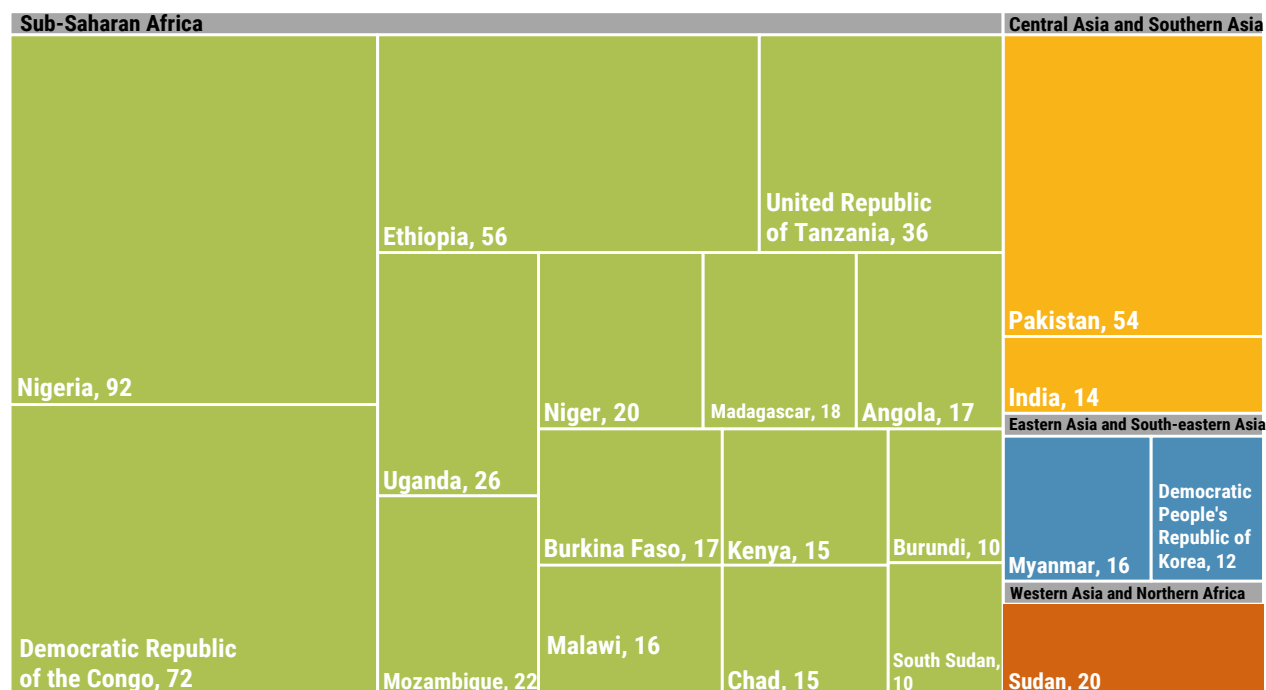 Sub-Saharan Africa
Nigeria, 92
Democratic Republic
of the Congo, 72
Ethiopia, 56
United Republic
of Tanzania, 36
Uganda, 26
Mozambique, 22
Niger, 20
Madagascar, 18
Angola, 17
Burkina Faso, 17
Kenya, 15
Burundi, 10
Malawi, 16
Chad, 15
South Sudan,
10
Central Asia and Southern Asia
Pakistan, 54
India, 14
Eastern Asia and South-eastern Asia
Myanmar, 16
Democratic
People's
Republic of
Korea, 12
Western Asia and Northern Africa
Sudan, 20